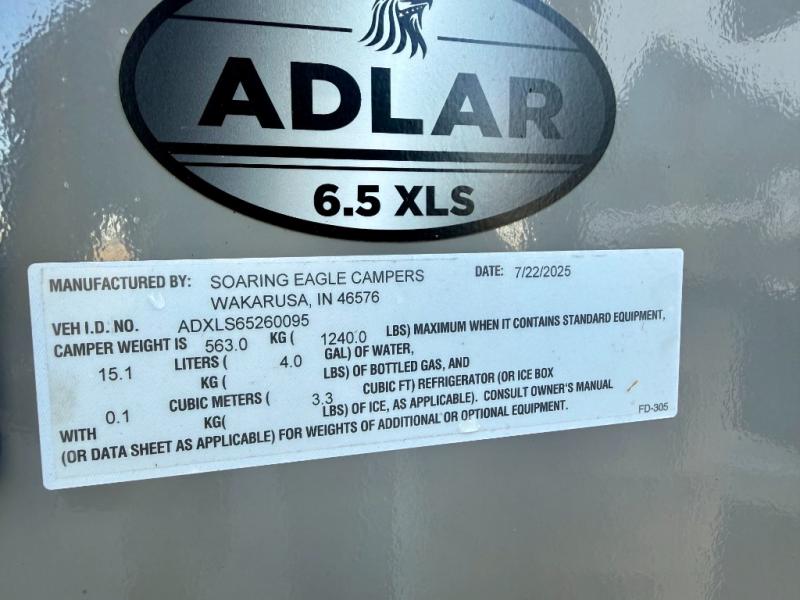 ADLAR
6.5 XLS
MANUFACTURED BY: SOARING EAGLE CAMPERS DATE: 7/22/2025
WAKARUSA, IN 46576
VEH I.D. NO. ADXLS65260095
CAMPER WEIGHT IS 563.0 KG ( 1240.0 LBS) MAXIMUM WHEN IT CONTAINS STANDARD EQUIPMENT,
15.1 LITERS ( 4.0 GAL) OF WATER,
KG ( LBS) OF BOTTLED GAS, AND
0.1 CUBIC METERS ( 3.3 CUBIC FT) REFRIGERATOR (OR ICE BOX
WITH KG( LBS) OF ICE, AS APPLICABLE). CONSULT OWNER'S MANUAL
(OR DATA SHEET AS APPLICABLE) FOR WEIGHTS OF ADDITIONAL OR OPTIONAL EQUIPMENT. FD-305